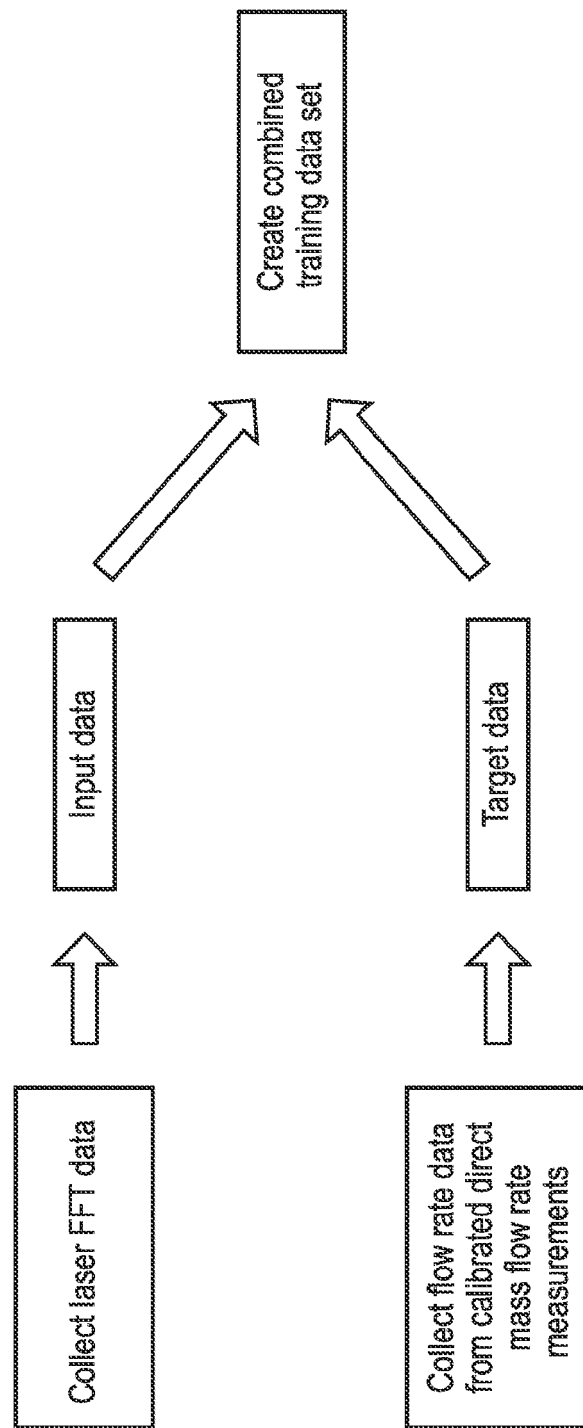 Collect laser FFT data
Input data
Collect flow rate data
from calibrated direct
mass flow rate
measurements
Target data
Create combined
training data set